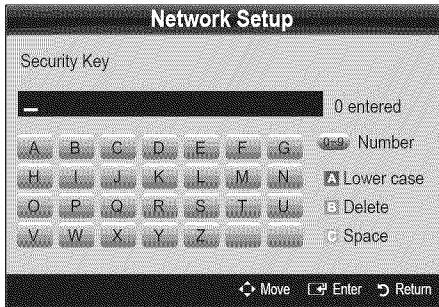 Network Setup
Security Key
0 entered
A B C D E F G
0~9 Number
H I J K L M N
A Lower case
O P Q R S T U
B Delete
V W X Y Z
C Space
Move Enter Return